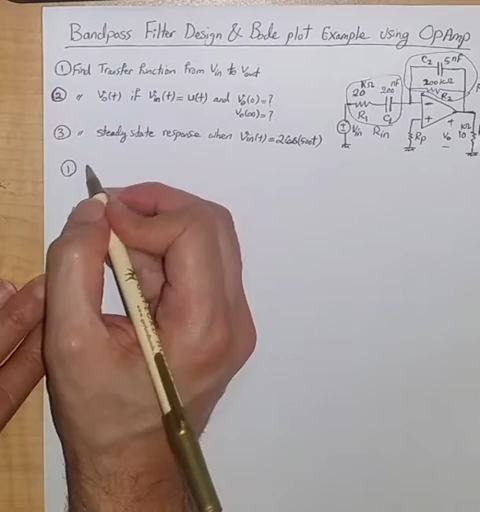 Bandpass Filter Design & Bode plot Example using OpAmp
① Find Transfer Function From Vin to Vout
② " Vo(t) if Vin(t)=u(t) and Vo(0)=?
Vo(∞)=?
③ " steady state response when Vin(t)=2cos(500t)
①
C2 5nF
200KΩ
R2
20 KΩ 200 nF
R1 C1
Vin Rin
Rp
+ Vo -
10 KΩ